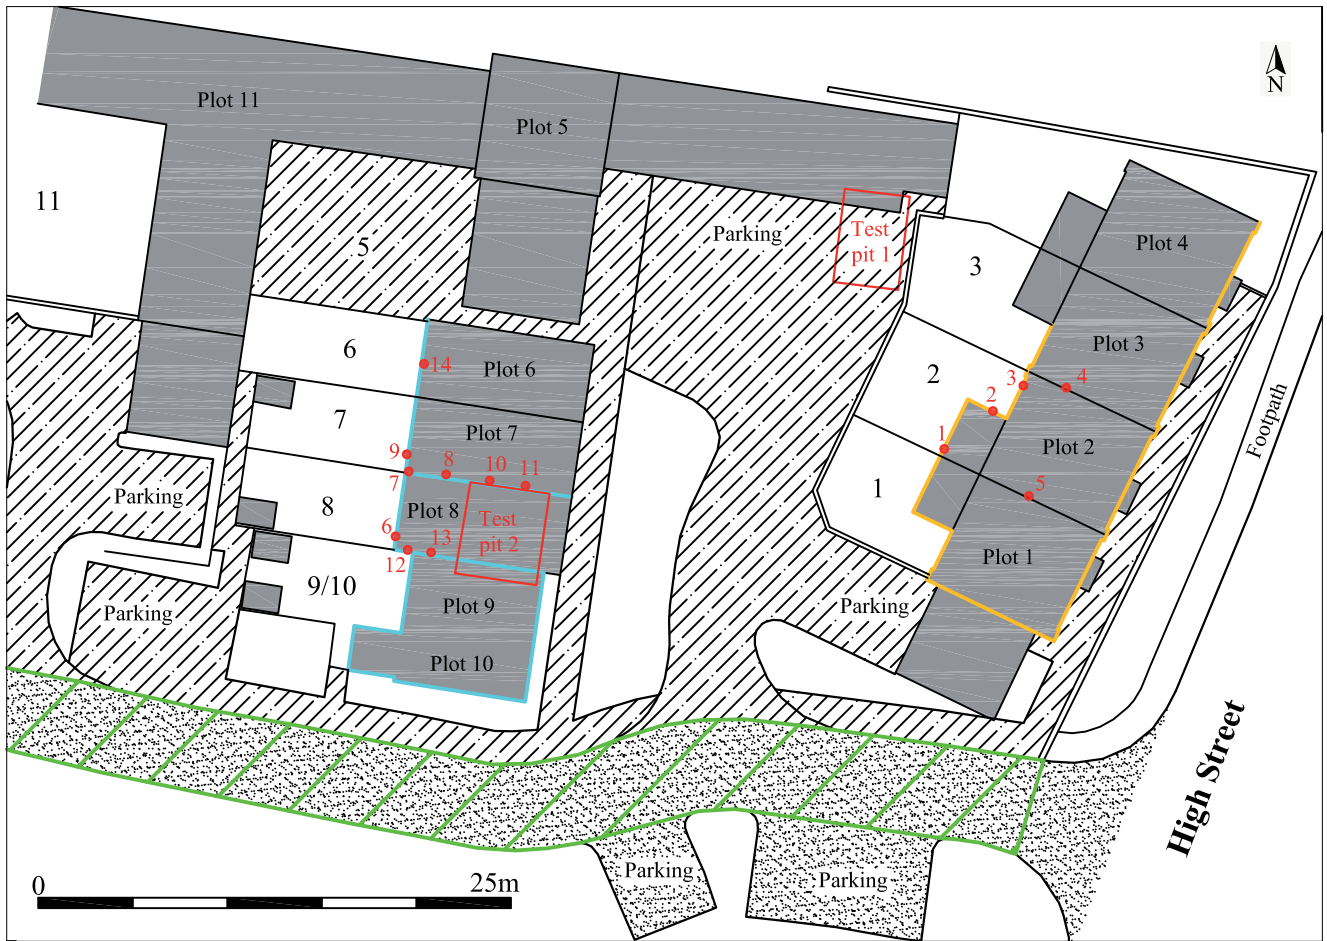 N
Plot 11
Plot 5
11
5
Parking
Test
pit 1
3
Plot 4
6
14
Plot 6
Plot 3
2
3
4
2
7
Plot 7
9
8
10
11
7
1
Plot 2
Footpath
Parking
8
Plot 8
Test
pit 2
6
13
12
1
5
Plot 1
9/10
Plot 9
Parking
Parking
Plot 10
High Street
0
25m
Parking
Parking